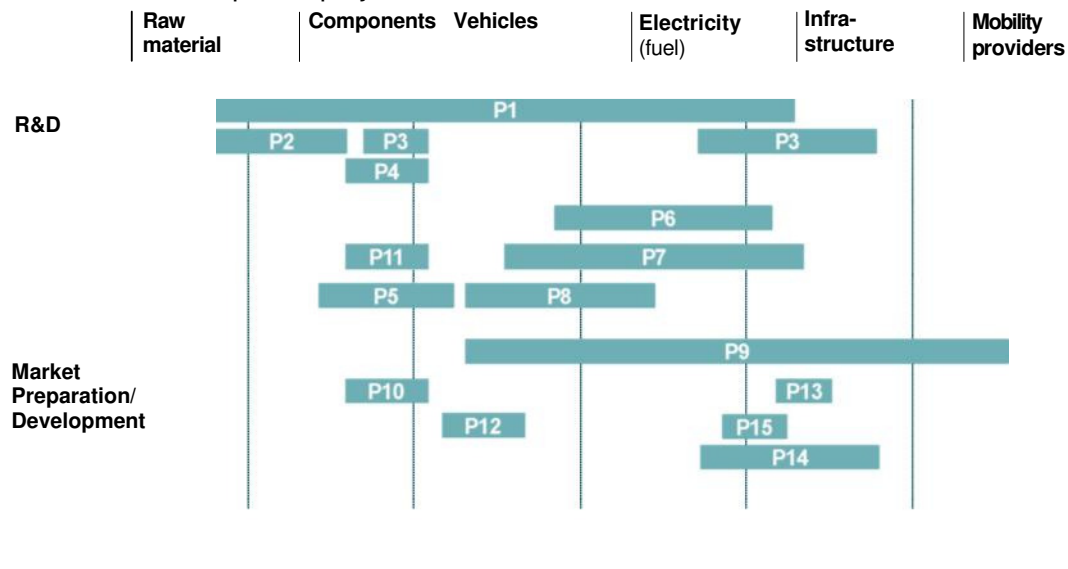 Raw
material
Components
Vehicles
Electricity
(fuel)
Infra-
structure
Mobility
providers
R&D
P1
P2
P3
P3
P4
P6
P11
P7
P5
P8
Market
Preparation/
Development
P9
P10
P13
P12
P15
P14